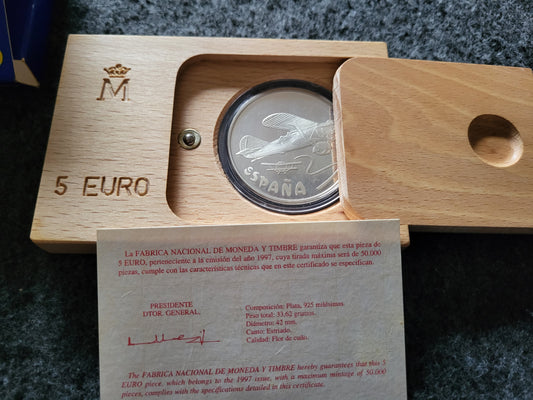 M
5 EURO
ESPAÑA
La FABRICA NACIONAL DE MONEDA Y TIMBRE garantiza que esta pieza de
5 EURO, perteneciente a la emisión del año 1997, cuya tirada máxima será de 50.000
piezas, cumple con las características técnicas que en este certificado se especifican.
PRESIDENTE
DTOR. GENERAL,
Composición: Plata, 925 milésimas.
Peso total: 33,62 gramos.
Diámetro: 42 mm.
Canto: Estriado.
Calidad: Flor de cuño.
The FABRICA NACIONAL DE MONEDA Y TIMBRE hereby guarantees that this 5
EURO piece, which belongs to the 1997 issue, with a maximum mintage of 50.000
pieces, complies with the specifications detailed in this certificate.